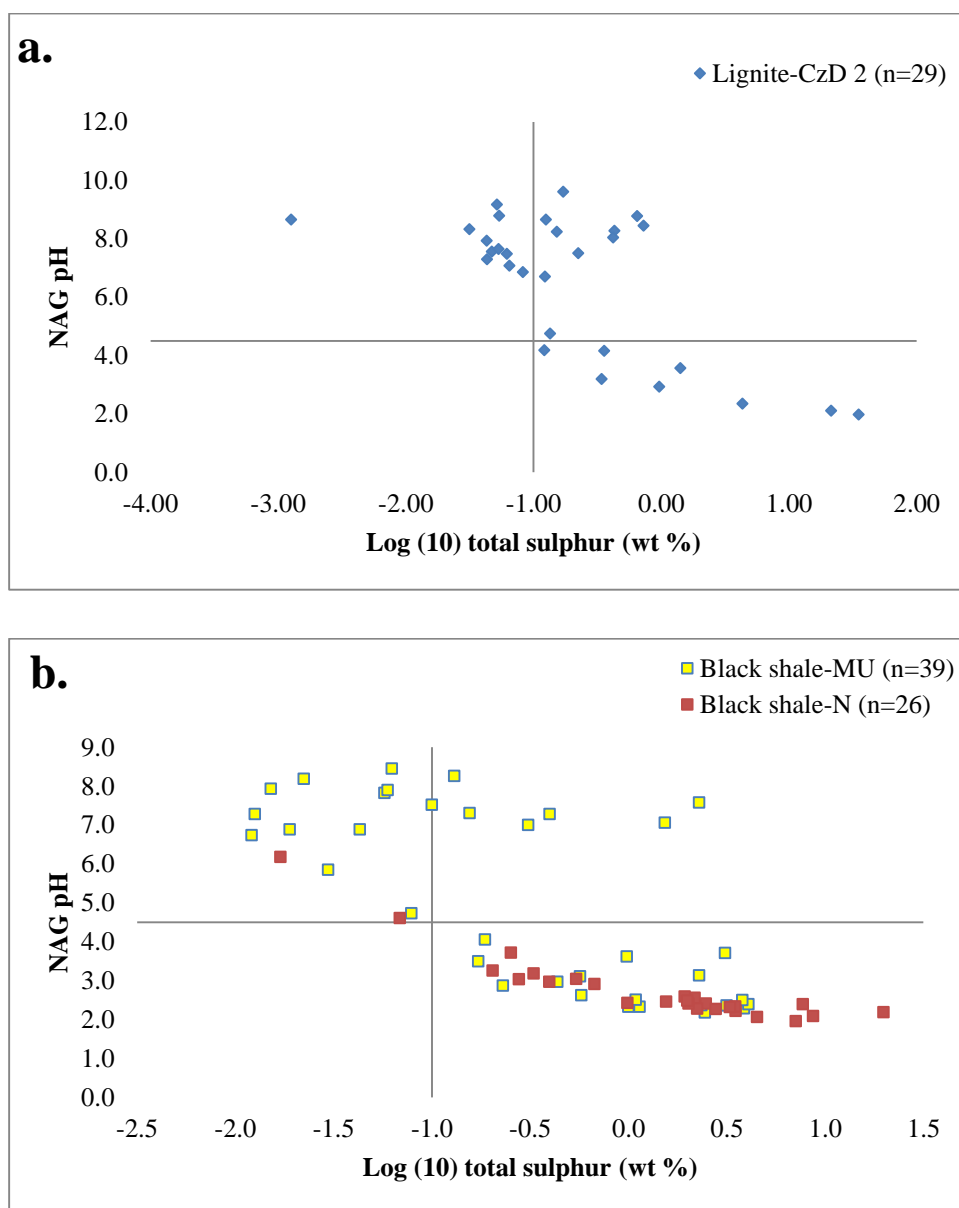 a.
Lignite-CzD 2 (n=29)
12.0
10.0
8.0
6.0
4.0
2.0
0.0
NAG pH
-4.00 -3.00 -2.00 -1.00 0.00 1.00 2.00
Log (10) total sulphur (wt %)
b.
Black shale-MU (n=39)
Black shale-N (n=26)
9.0
8.0
7.0
6.0
5.0
4.0
3.0
2.0
1.0
0.0
NAG pH
-2.5 -2.0 -1.5 -1.0 -0.5 0.0 0.5 1.0 1.5
Log (10) total sulphur (wt %)